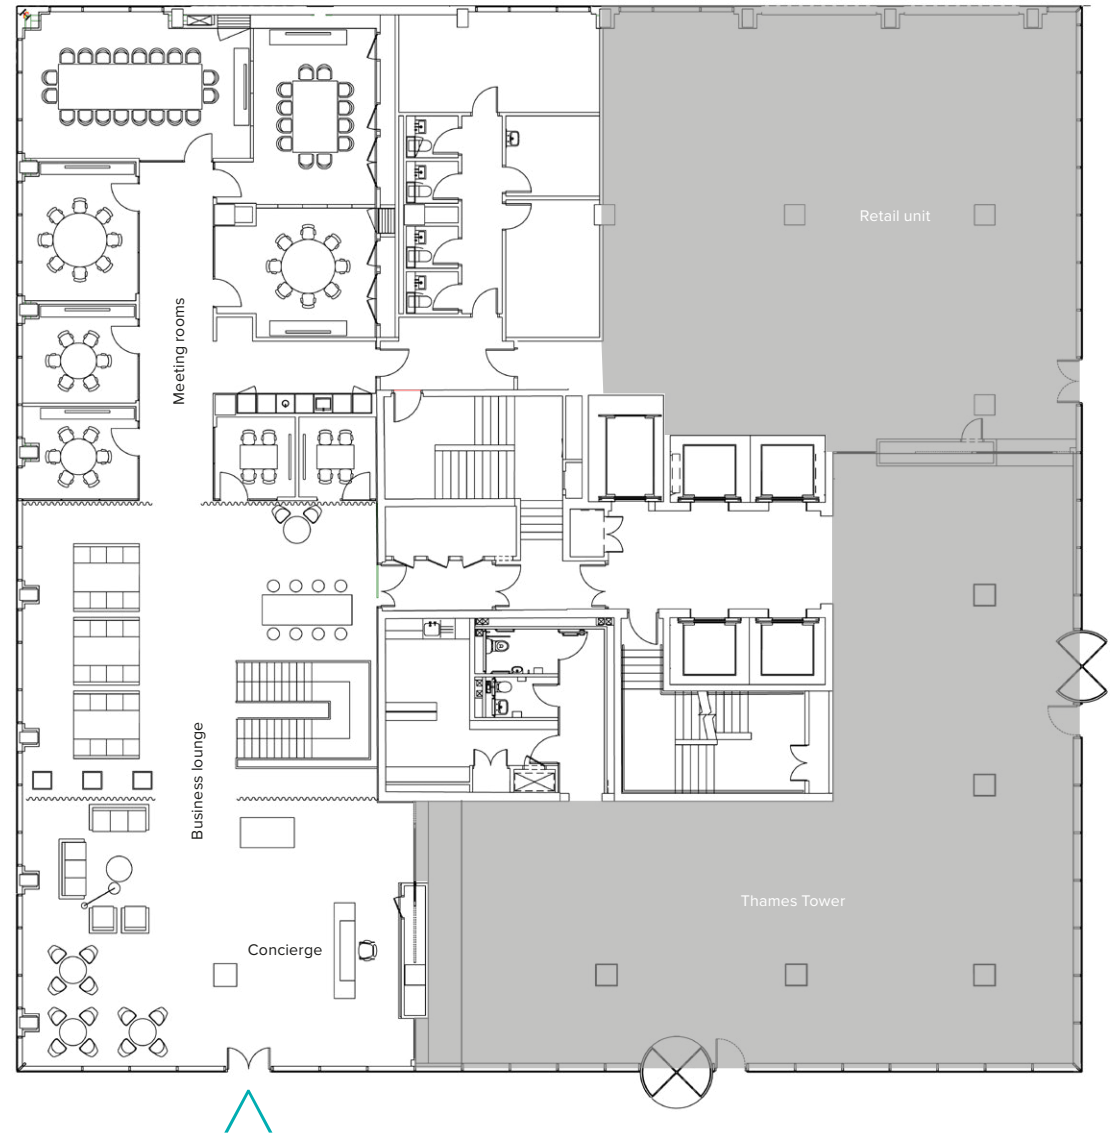 Retail unit
Meeting rooms
Business lounge
Thames Tower
Concierge